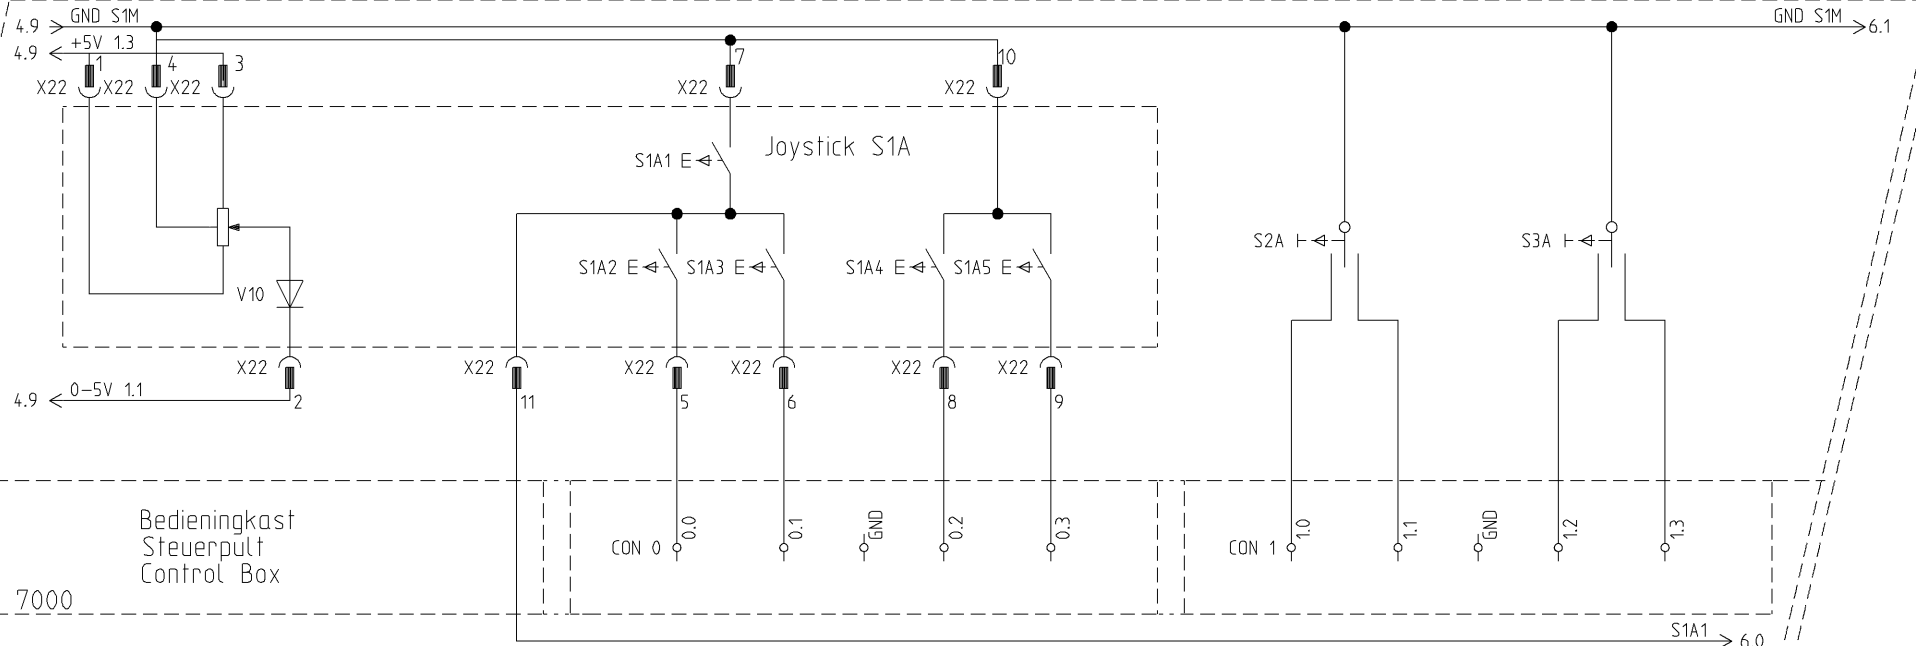 4.9 GND S1M GND S1M 6.1
4.9 +5V 1.3
1 4 3 7 10
X22 X22 X22 X22 X22
Joystick S1A
S1A1
S2A S3A
S1A2 S1A3 S1A4 S1A5
V10
X22 X22 X22 X22 X22 X22
4.9 0-5V 1.1
2 11 5 6 8 9
Bedieningkast
Steuerpult
Control Box
7000
CON 0 0.0 0.1 GND 0.2 0.3
CON 1 1.0 1.1 GND 1.2 1.3
S1A1 6.0